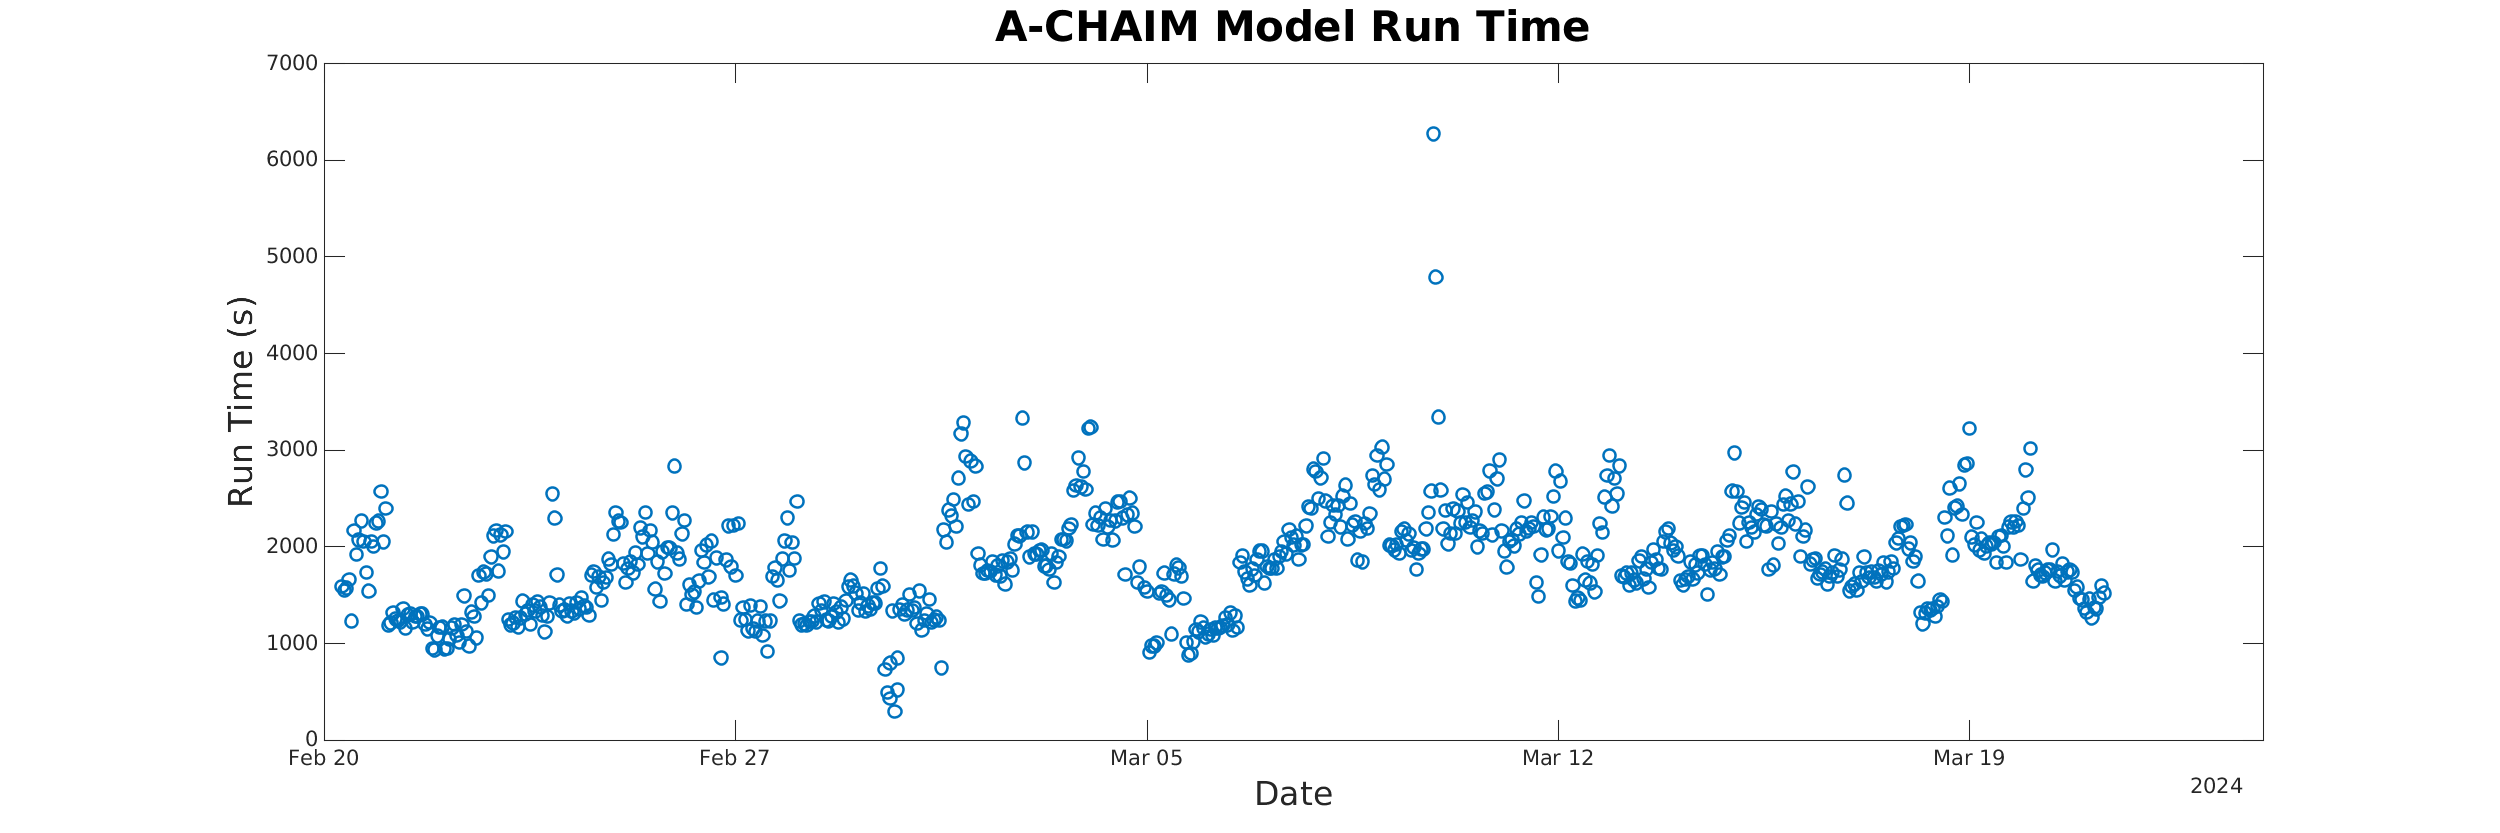 A-CHAIM Model Run Time
7000
6000
5000
4000
3000
2000
1000
0
Run Time (s)
Feb 20 Feb 27 Mar 05 Mar 12 Mar 19
2024
Date